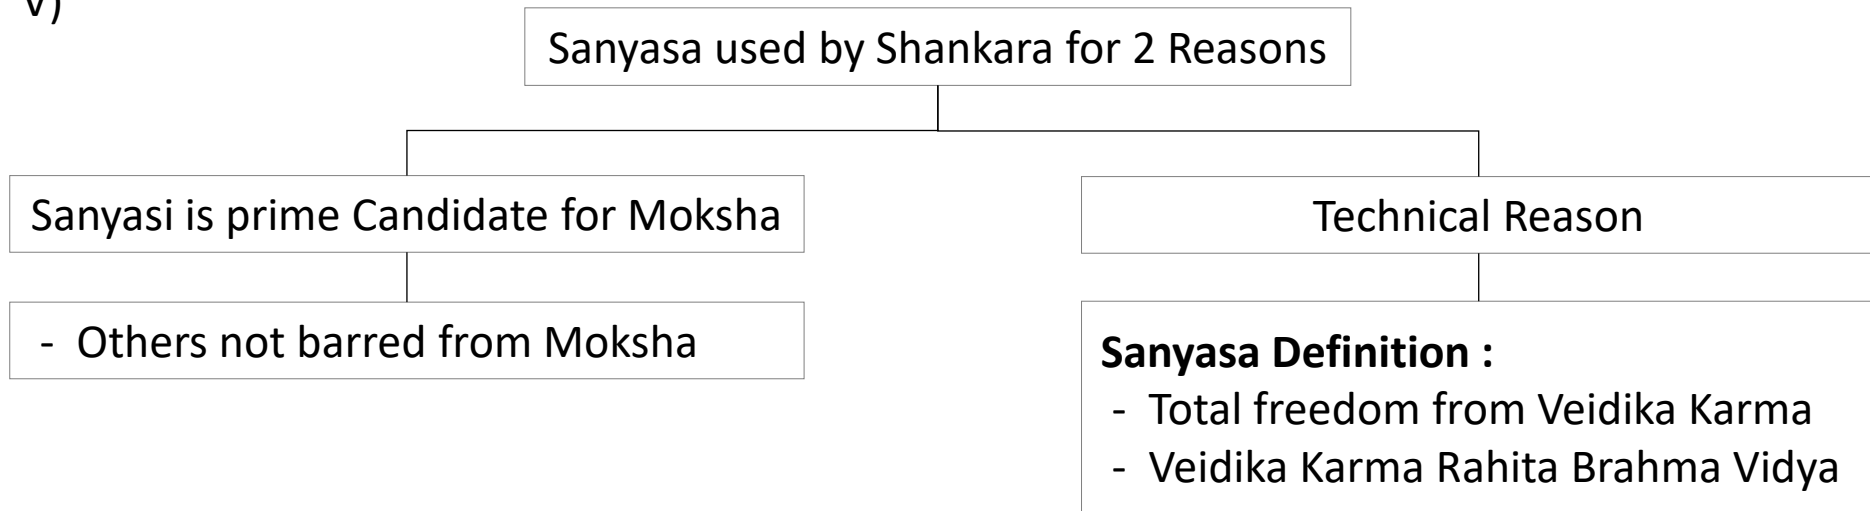 V)
Sanyasa used by Shankara for 2 Reasons
Sanyasi is prime Candidate for Moksha
- Others not barred from Moksha
Technical Reason
Sanyasa Definition :
- Total freedom from Veidika Karma
- Veidika Karma Rahita Brahma Vidya